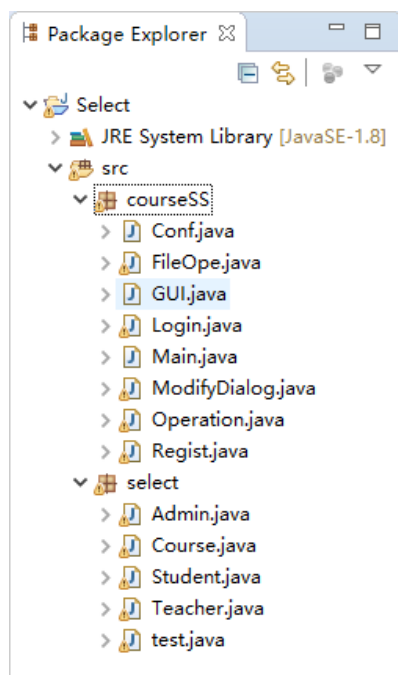 Package Explorer
Select
JRE System Library [JavaSE-1.8]
src
courseSS
Conf.java
FileOpe.java
GUI.java
Login.java
Main.java
ModifyDialog.java
Operation.java
Regist.java
select
Admin.java
Course.java
Student.java
Teacher.java
test.java